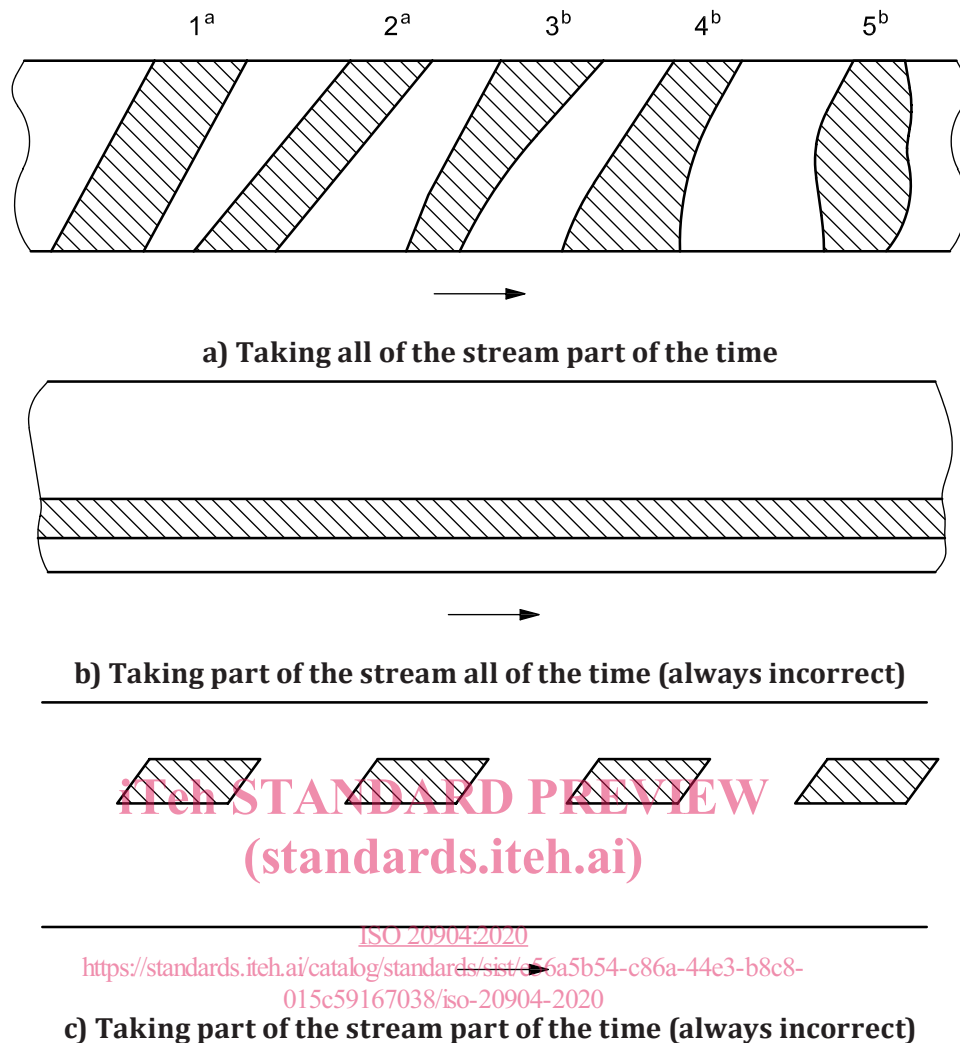 1a 2a 3b 4b 5b
a) Taking all of the stream part of the time
b) Taking part of the stream all of the time (always incorrect)
iTeh STANDARD PREVIEW
(standards.iteh.ai)
ISO 20904:2020
https://standards.iteh.ai/catalog/standards/sist/c56a5b54-c86a-44e3-b8c8-
015c59167038/iso-20904-2020
c) Taking part of the stream part of the time (always incorrect)